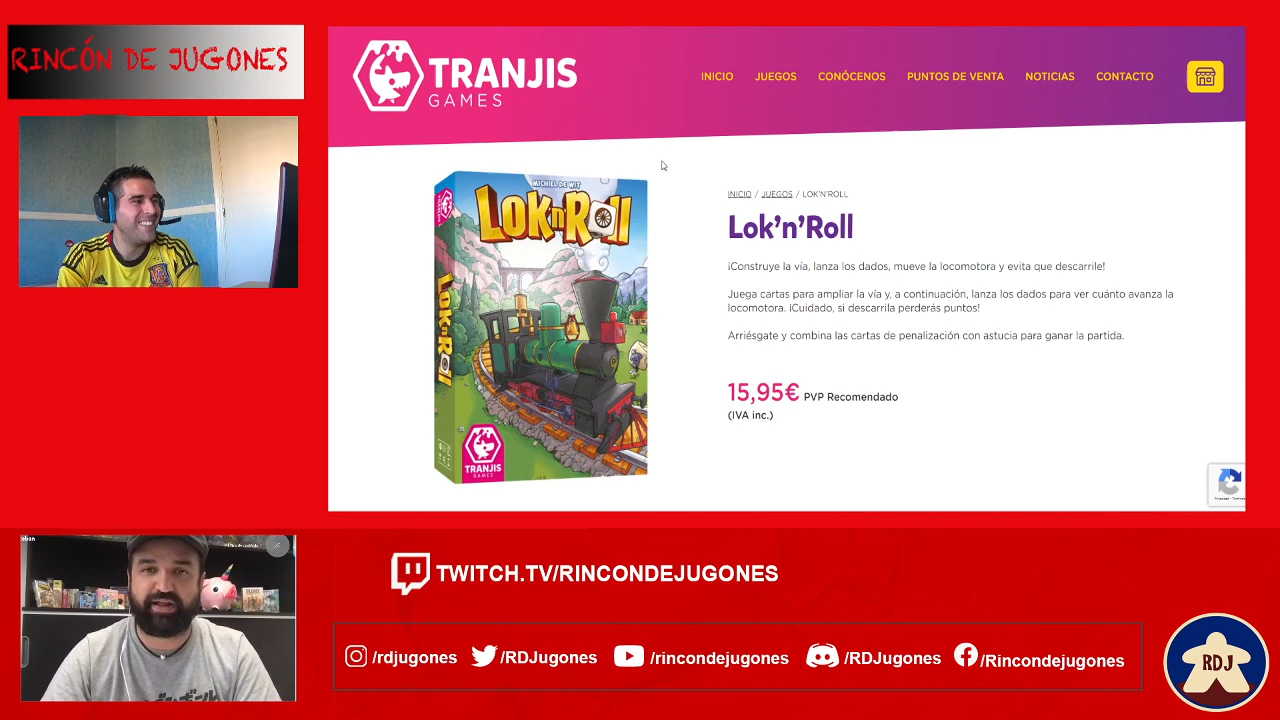 RINCÓN DE JUGONES
TRANJIS
GAMES
INICIO JUEGOS CONÓCENOS PUNTOS DE VENTA NOTICIAS CONTACTO
MICHIEL DE WIT
LOK n ROLL
LOK n ROLL
TRANJIS
GAMES
INICIO / JUEGOS / LOK'N'ROLL
Lok’n’Roll
¡Construye la vía, lanza los dados, mueve la locomotora y evita que descarrile!
Juega cartas para ampliar la vía y, a continuación, lanza los dados para ver cuánto avanza la
locomotora. ¡Cuidado, si descarrila perderás puntos!
Arriésgate y combina las cartas de penalización con astucia para ganar la partida.
15,95€ PVP Recomendado
(IVA inc.)
TWITCH.TV/RINCONDEJUGONES
/rdjugones /RDJugones /rincondejugones /RDJugones /Rincondejugones
RDJ